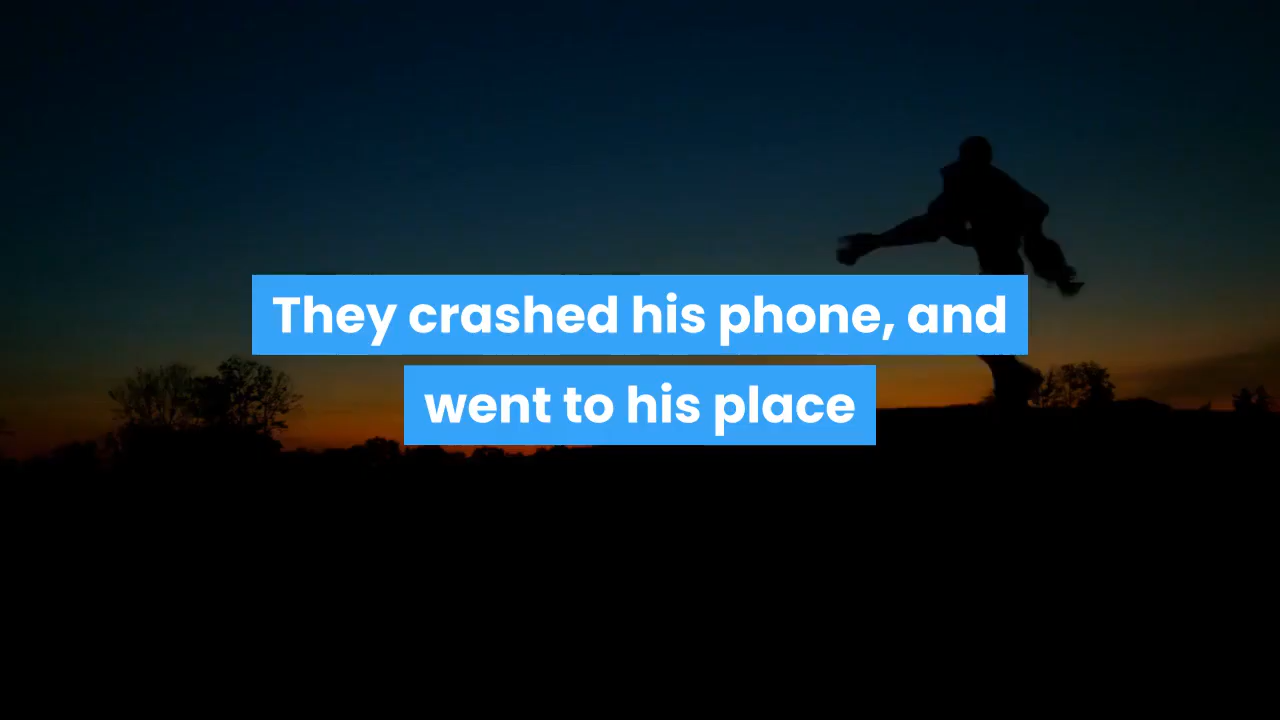 They crashed his phone, and
went to his place